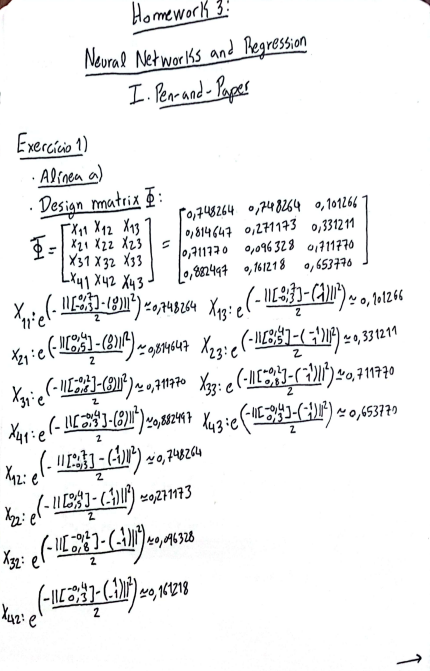 Homework 3:
Neural Networks and Regression
I. Pen-and-Paper
Exercício 1)
· Alínea a)
· Design matrix Φ:
Φ = [X11 X12 X13 = [0,748264 0,748264 0,101266
X21 X22 X23 0,814647 0,271173 0,331211
X31 X32 X33 0,711770 0,096328 0,711770
X41 X42 X43] 0,882497 0,161218 0,653770]
X11: e^(- ||[0,7 -0,3] - (0 0)||² / 2) ≃ 0,748264 X13: e^(- ||[0,7 -0,3] - (-1 1)||² / 2) ≃ 0,101266
X21: e^(- ||[0,4 0,5] - (0 0)||² / 2) ≃ 0,814647 X23: e^(- ||[0,4 0,5] - (-1 1)||² / 2) ≃ 0,331211
X31: e^(- ||[-0,2 0,8] - (0 0)||² / 2) ≃ 0,711770 X33: e^(- ||[-0,2 0,8] - (-1 1)||² / 2) ≃ 0,711770
X41: e^(- ||[-0,4 0,3] - (0 0)||² / 2) ≃ 0,882497 X43: e^(- ||[-0,4 0,3] - (-1 1)||² / 2) ≃ 0,653770
X12: e^(- ||[0,7 -0,3] - (1 -1)||² / 2) ≃ 0,748264
X22: e^(- ||[0,4 0,5] - (1 -1)||² / 2) ≃ 0,271173
X32: e^(- ||[-0,2 0,8] - (1 -1)||² / 2) ≃ 0,096328
X42: e^(- ||[-0,4 0,3] - (1 -1)||² / 2) ≃ 0,161218
→